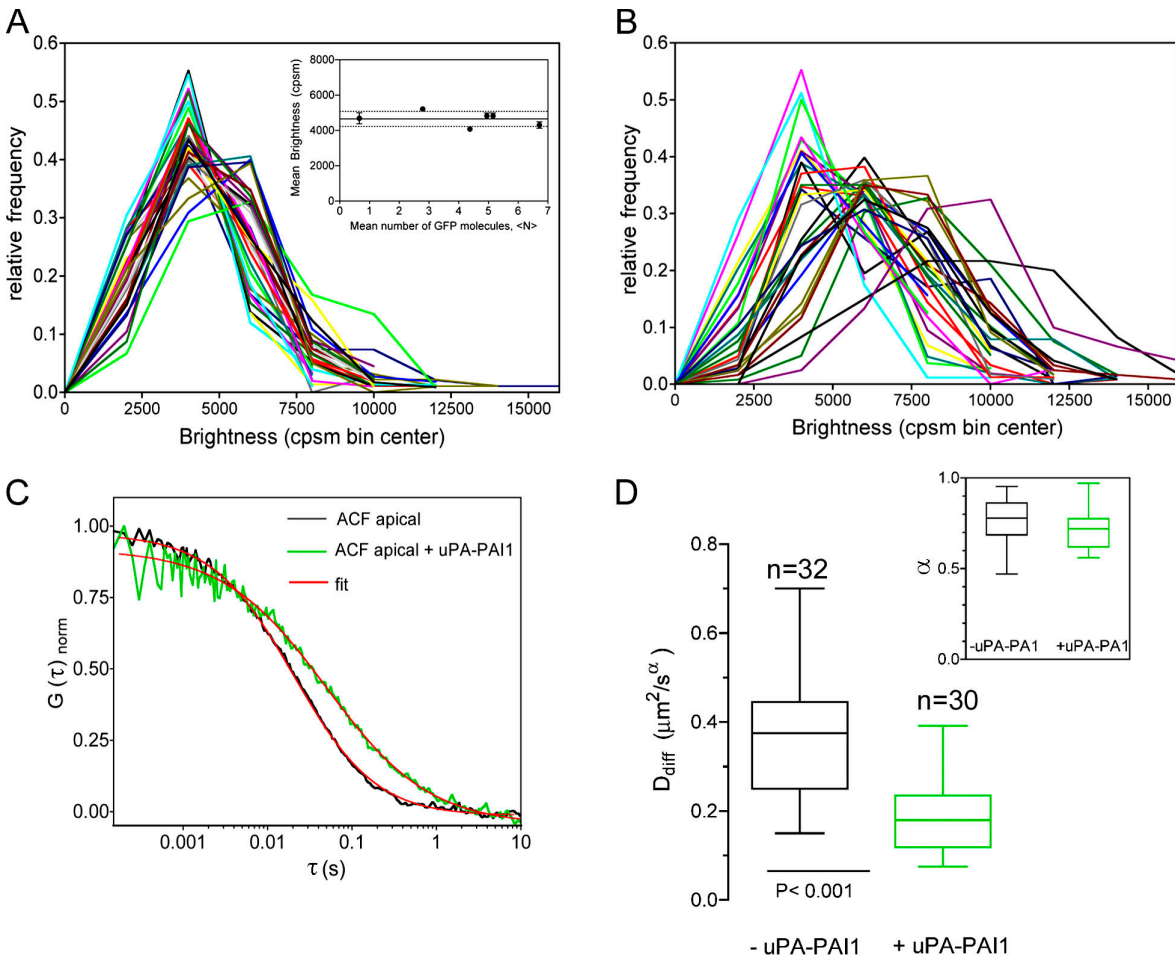 A
0.6
0.5
0.4
0.3
0.2
0.1
0.0
relative frequency
0 2500 5000 7500 10000 12500 15000
Brightness (cpsm bin center)
8000
6000
4000
2000
0
Mean Brightness (cpsm)
0 1 2 3 4 5 6 7
Mean number of GFP molecules, <N>
B
0.6
0.5
0.4
0.3
0.2
0.1
0.0
relative frequency
0 2500 5000 7500 10000 12500 15000
Brightness (cpsm bin center)
C
1.00
0.75
0.50
0.25
0.00
G (τ) norm
ACF apical
ACF apical + uPA-PAI1
fit
0.001 0.01 0.1 1 10
τ (s)
D
0.8
0.6
0.4
0.2
0.0
D diff (μm²/s^α)
n=32
n=30
P< 0.001
- uPA-PAI1 + uPA-PAI1
1.0
0.5
0.0
α
-uPA-PA1 +uPA-PA1